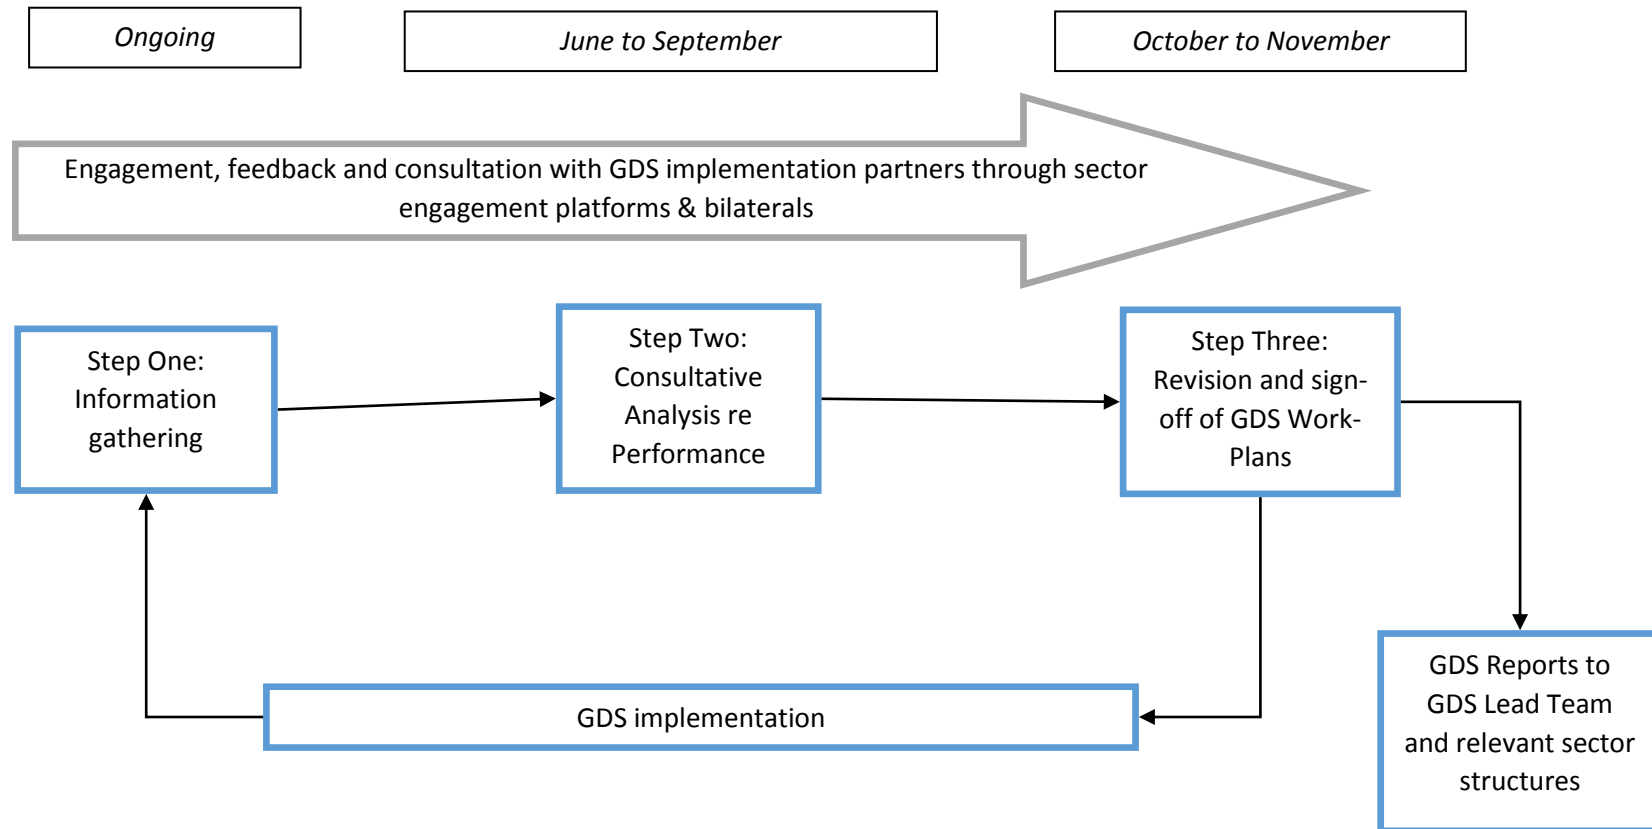 Ongoing
June to September
October to November
Engagement, feedback and consultation with GDS implementation partners through sector
engagement platforms & bilaterals
Step One:
Information
gathering
Step Two:
Consultative
Analysis re
Performance
Step Three:
Revision and sign-
off of GDS Work-
Plans
GDS implementation
GDS Reports to
GDS Lead Team
and relevant sector
structures